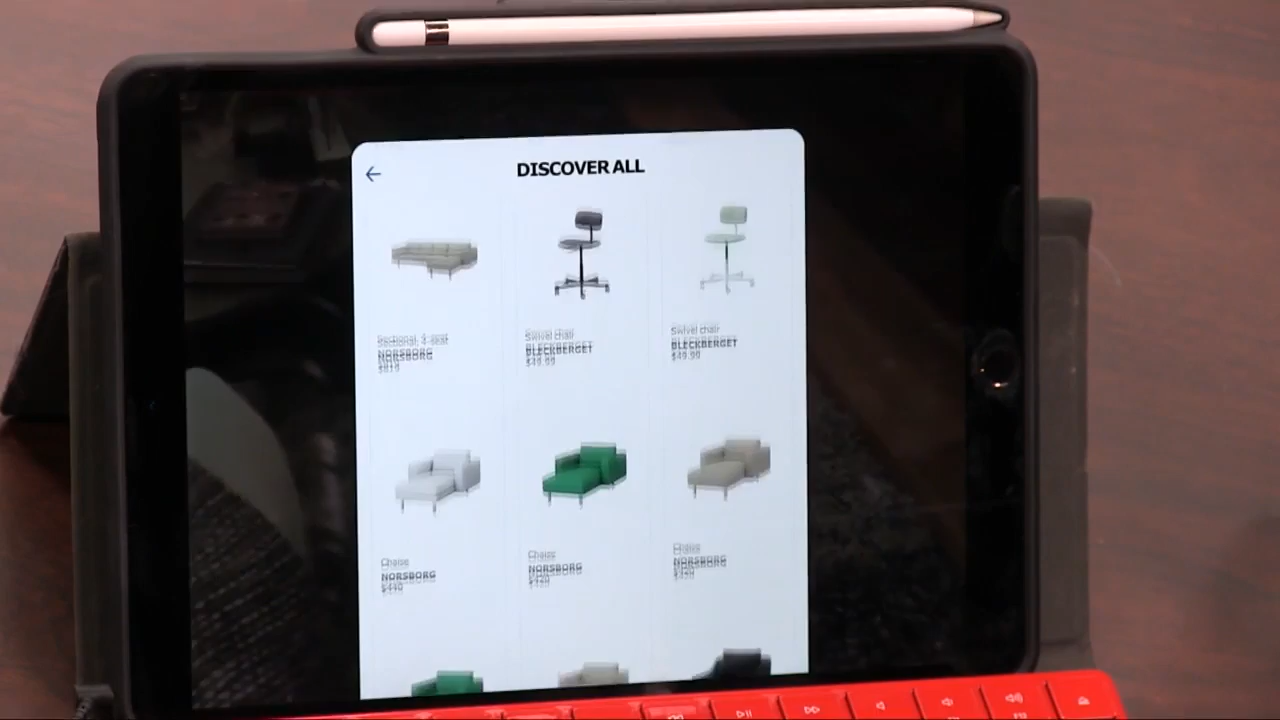 DISCOVER ALL
Sectional, 4-seat
NORSBORG
$819
Swivel chair
BLECKBERGET
$49.99
Swivel chair
BLECKBERGET
$49.99
Chaise
NORSBORG
Chaise
NORSBORG
Chaise
NORSBORG